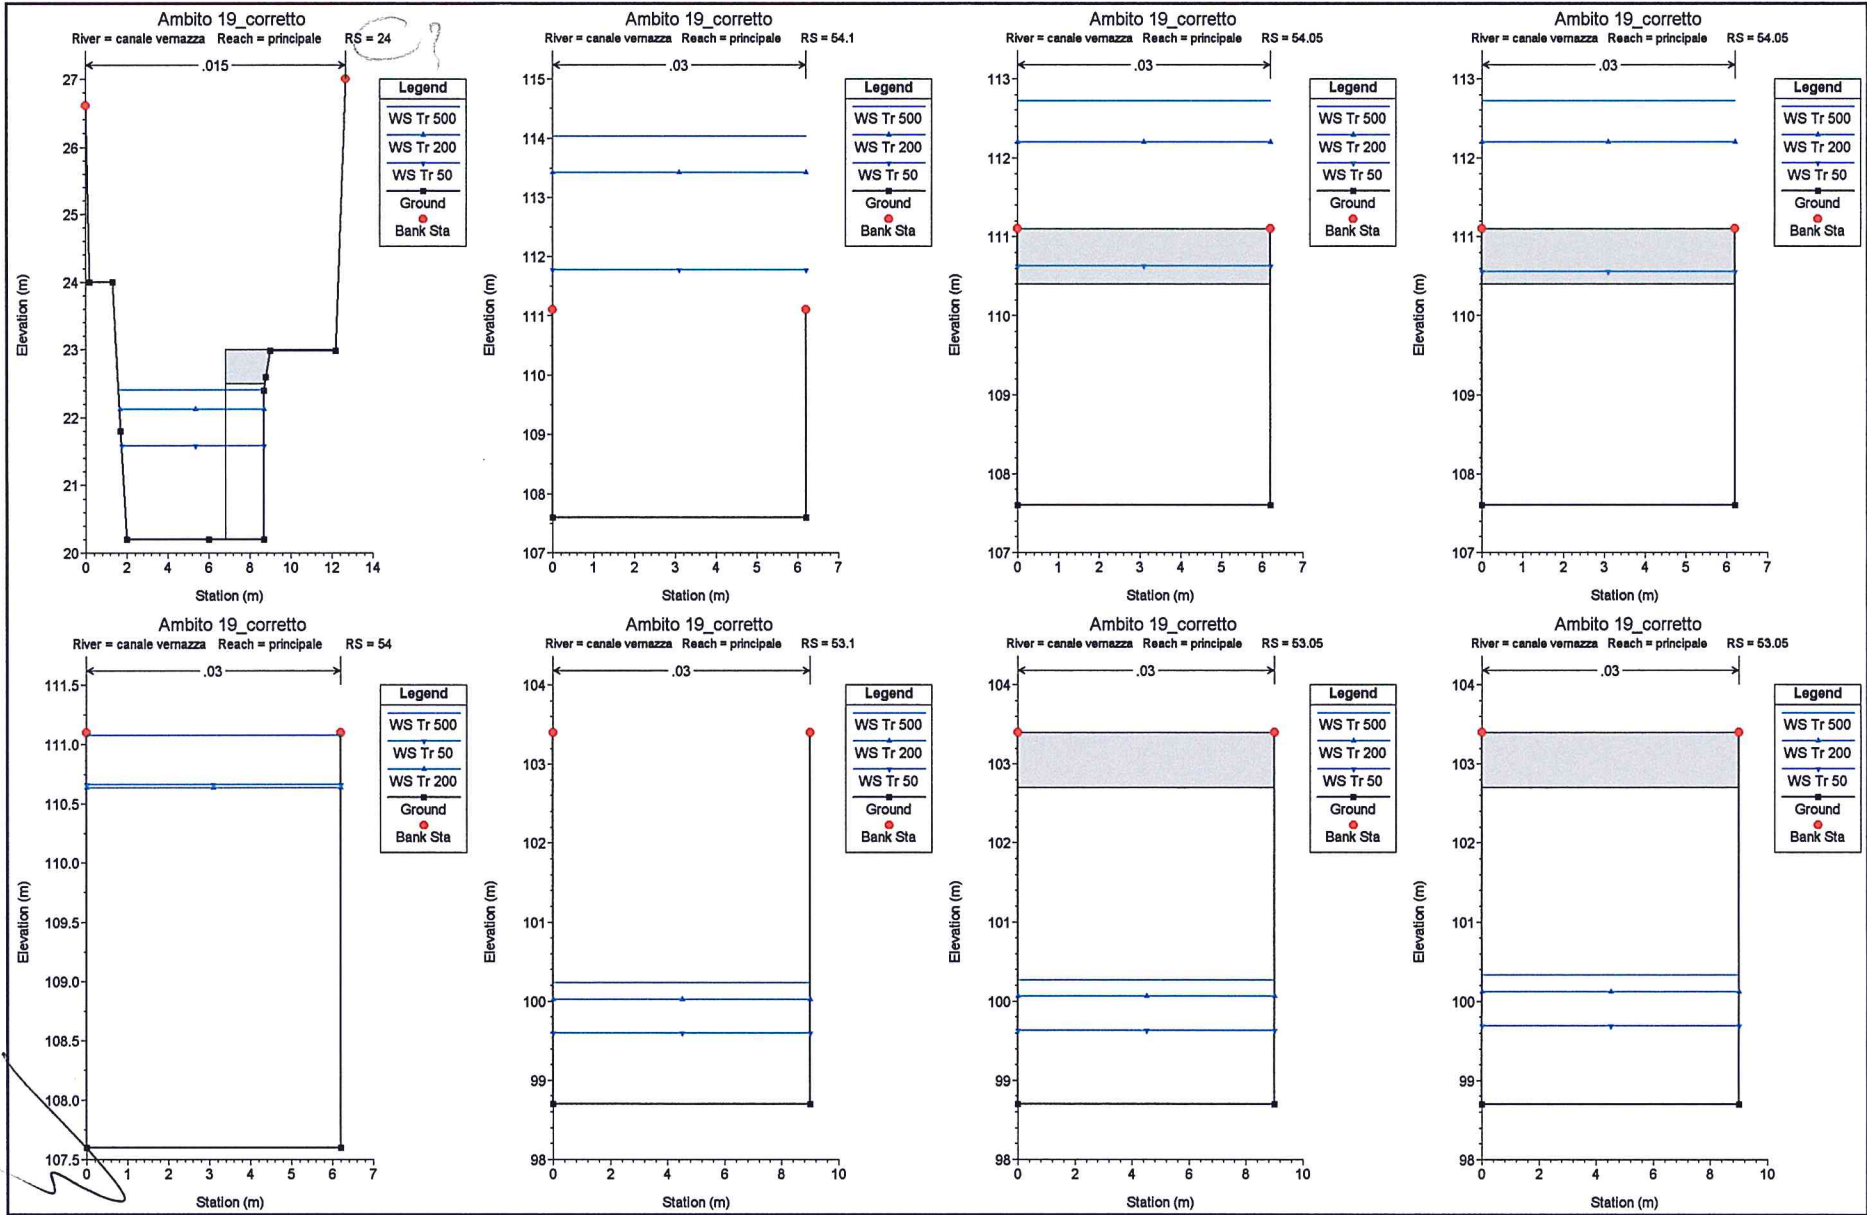 Ambito 19_corretto
River = canale vernazza Reach = principale RS = 24
?
.015
Legend
WS Tr 500
WS Tr 200
WS Tr 50
Ground
Bank Sta
27
26
25
24
23
22
21
20
Elevation (m)
0 2 4 6 8 10 12 14
Station (m)
Ambito 19_corretto
River = canale vernazza Reach = principale RS = 54.1
.03
Legend
WS Tr 500
WS Tr 200
WS Tr 50
Ground
Bank Sta
115
114
113
112
111
110
109
108
107
Elevation (m)
0 1 2 3 4 5 6 7
Station (m)
Ambito 19_corretto
River = canale vernazza Reach = principale RS = 54.05
.03
Legend
WS Tr 500
WS Tr 200
WS Tr 50
Ground
Bank Sta
113
112
111
110
109
108
107
Elevation (m)
0 1 2 3 4 5 6 7
Station (m)
Ambito 19_corretto
River = canale vernazza Reach = principale RS = 54.05
.03
Legend
WS Tr 500
WS Tr 200
WS Tr 50
Ground
Bank Sta
113
112
111
110
109
108
107
Elevation (m)
0 1 2 3 4 5 6 7
Station (m)
Ambito 19_corretto
River = canale vernazza Reach = principale RS = 54
.03
Legend
WS Tr 500
WS Tr 50
WS Tr 200
Ground
Bank Sta
111.5
111.0
110.5
110.0
109.5
109.0
108.5
108.0
107.5
Elevation (m)
0 1 2 3 4 5 6 7
Station (m)
Ambito 19_corretto
River = canale vernazza Reach = principale RS = 53.1
.03
Legend
WS Tr 500
WS Tr 200
WS Tr 50
Ground
Bank Sta
104
103
102
101
100
99
98
Elevation (m)
0 2 4 6 8 10
Station (m)
Ambito 19_corretto
River = canale vernazza Reach = principale RS = 53.05
.03
Legend
WS Tr 500
WS Tr 200
WS Tr 50
Ground
Bank Sta
104
103
102
101
100
99
98
Elevation (m)
0 2 4 6 8 10
Station (m)
Ambito 19_corretto
River = canale vernazza Reach = principale RS = 53.05
.03
Legend
WS Tr 500
WS Tr 200
WS Tr 50
Ground
Bank Sta
104
103
102
101
100
99
98
Elevation (m)
0 2 4 6 8 10
Station (m)